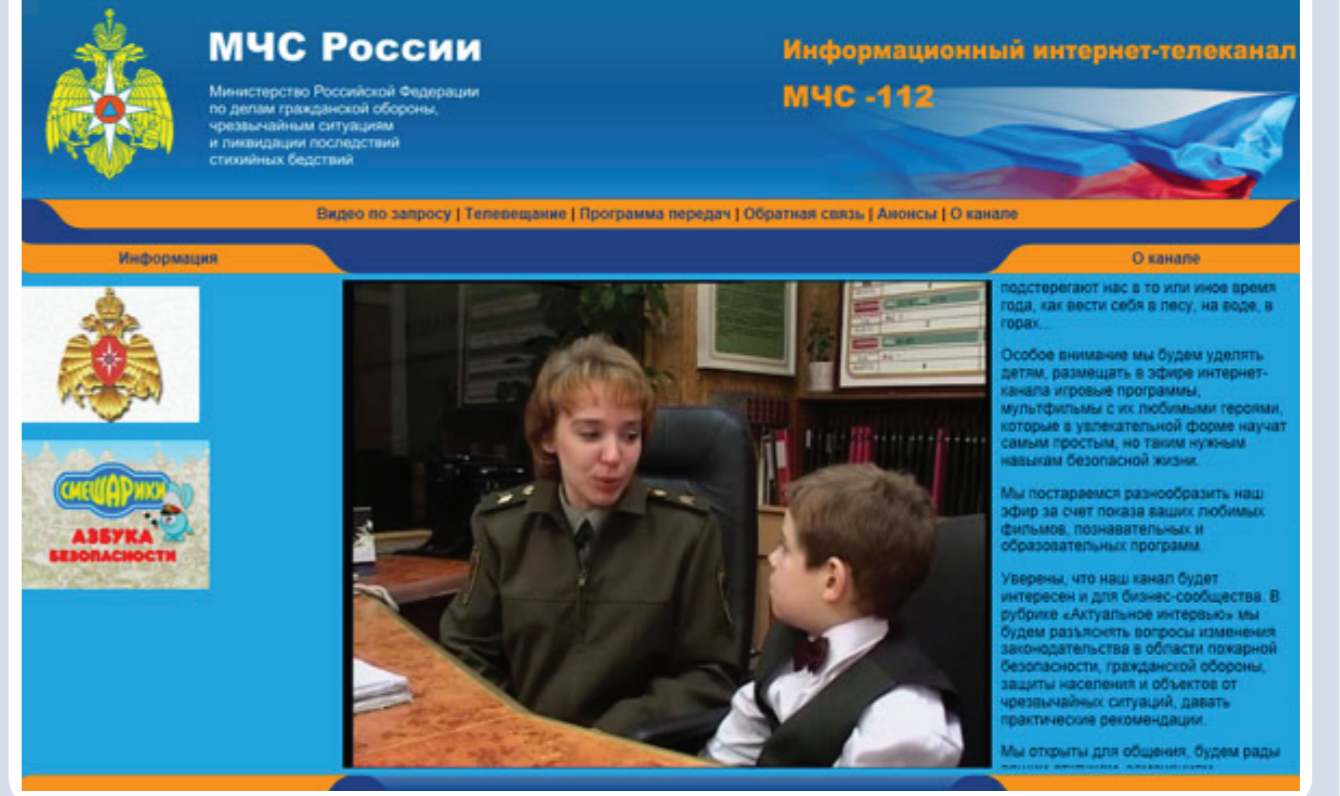 МЧС России
Министерство Российской Федерации
по делам гражданской обороны,
чрезвычайным ситуациям
и ликвидации последствий
стихийных бедствий
Информационный интернет-телеканал
МЧС -112
Видео по запросу | Телевещание | Программа передач | Обратная связь | Анонсы | О канале
Информация
СМЕШАРИКИ
АЗБУКА
БЕЗОПАСНОСТИ
О канале
подстерегают нас в то или иное время
года, как вести себя в лесу, на воде, в
горах...
Особое внимание мы будем уделять
детям, размещать в эфире интернет-
канала игровые программы,
мультфильмы с их любимыми героями,
которые в увлекательной форме научат
самым простым, но таким нужным
навыкам безопасной жизни.
Мы постараемся разнообразить наш
эфир за счет показа ваших любимых
фильмов, познавательных и
образовательных программ.
Уверены, что наш канал будет
интересен и для бизнес-сообщества. В
рубрике «Актуальное интервью» мы
будем разъяснять вопросы изменения
законодательства в области пожарной
безопасности, гражданской обороны,
защиты населения и объектов от
чрезвычайных ситуаций, давать
практические рекомендации.
Мы открыты для общения, будем рады